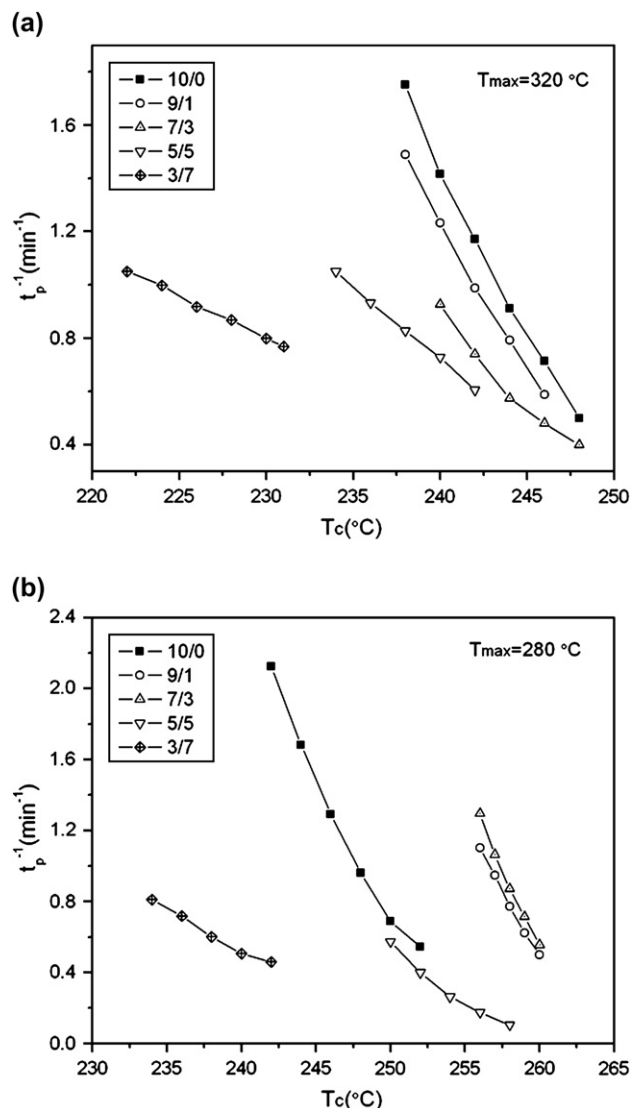 (a)
10/0
9/1
7/3
5/5
3/7
Tmax=320 °C
1.6
1.2
0.8
0.4
tp-1(min-1)
220 225 230 235 240 245 250
Tc(°C)
(b)
10/0
9/1
7/3
5/5
3/7
Tmax=280 °C
2.4
2.0
1.6
1.2
0.8
0.4
0.0
tp-1(min-1)
230 235 240 245 250 255 260 265
Tc(°C)